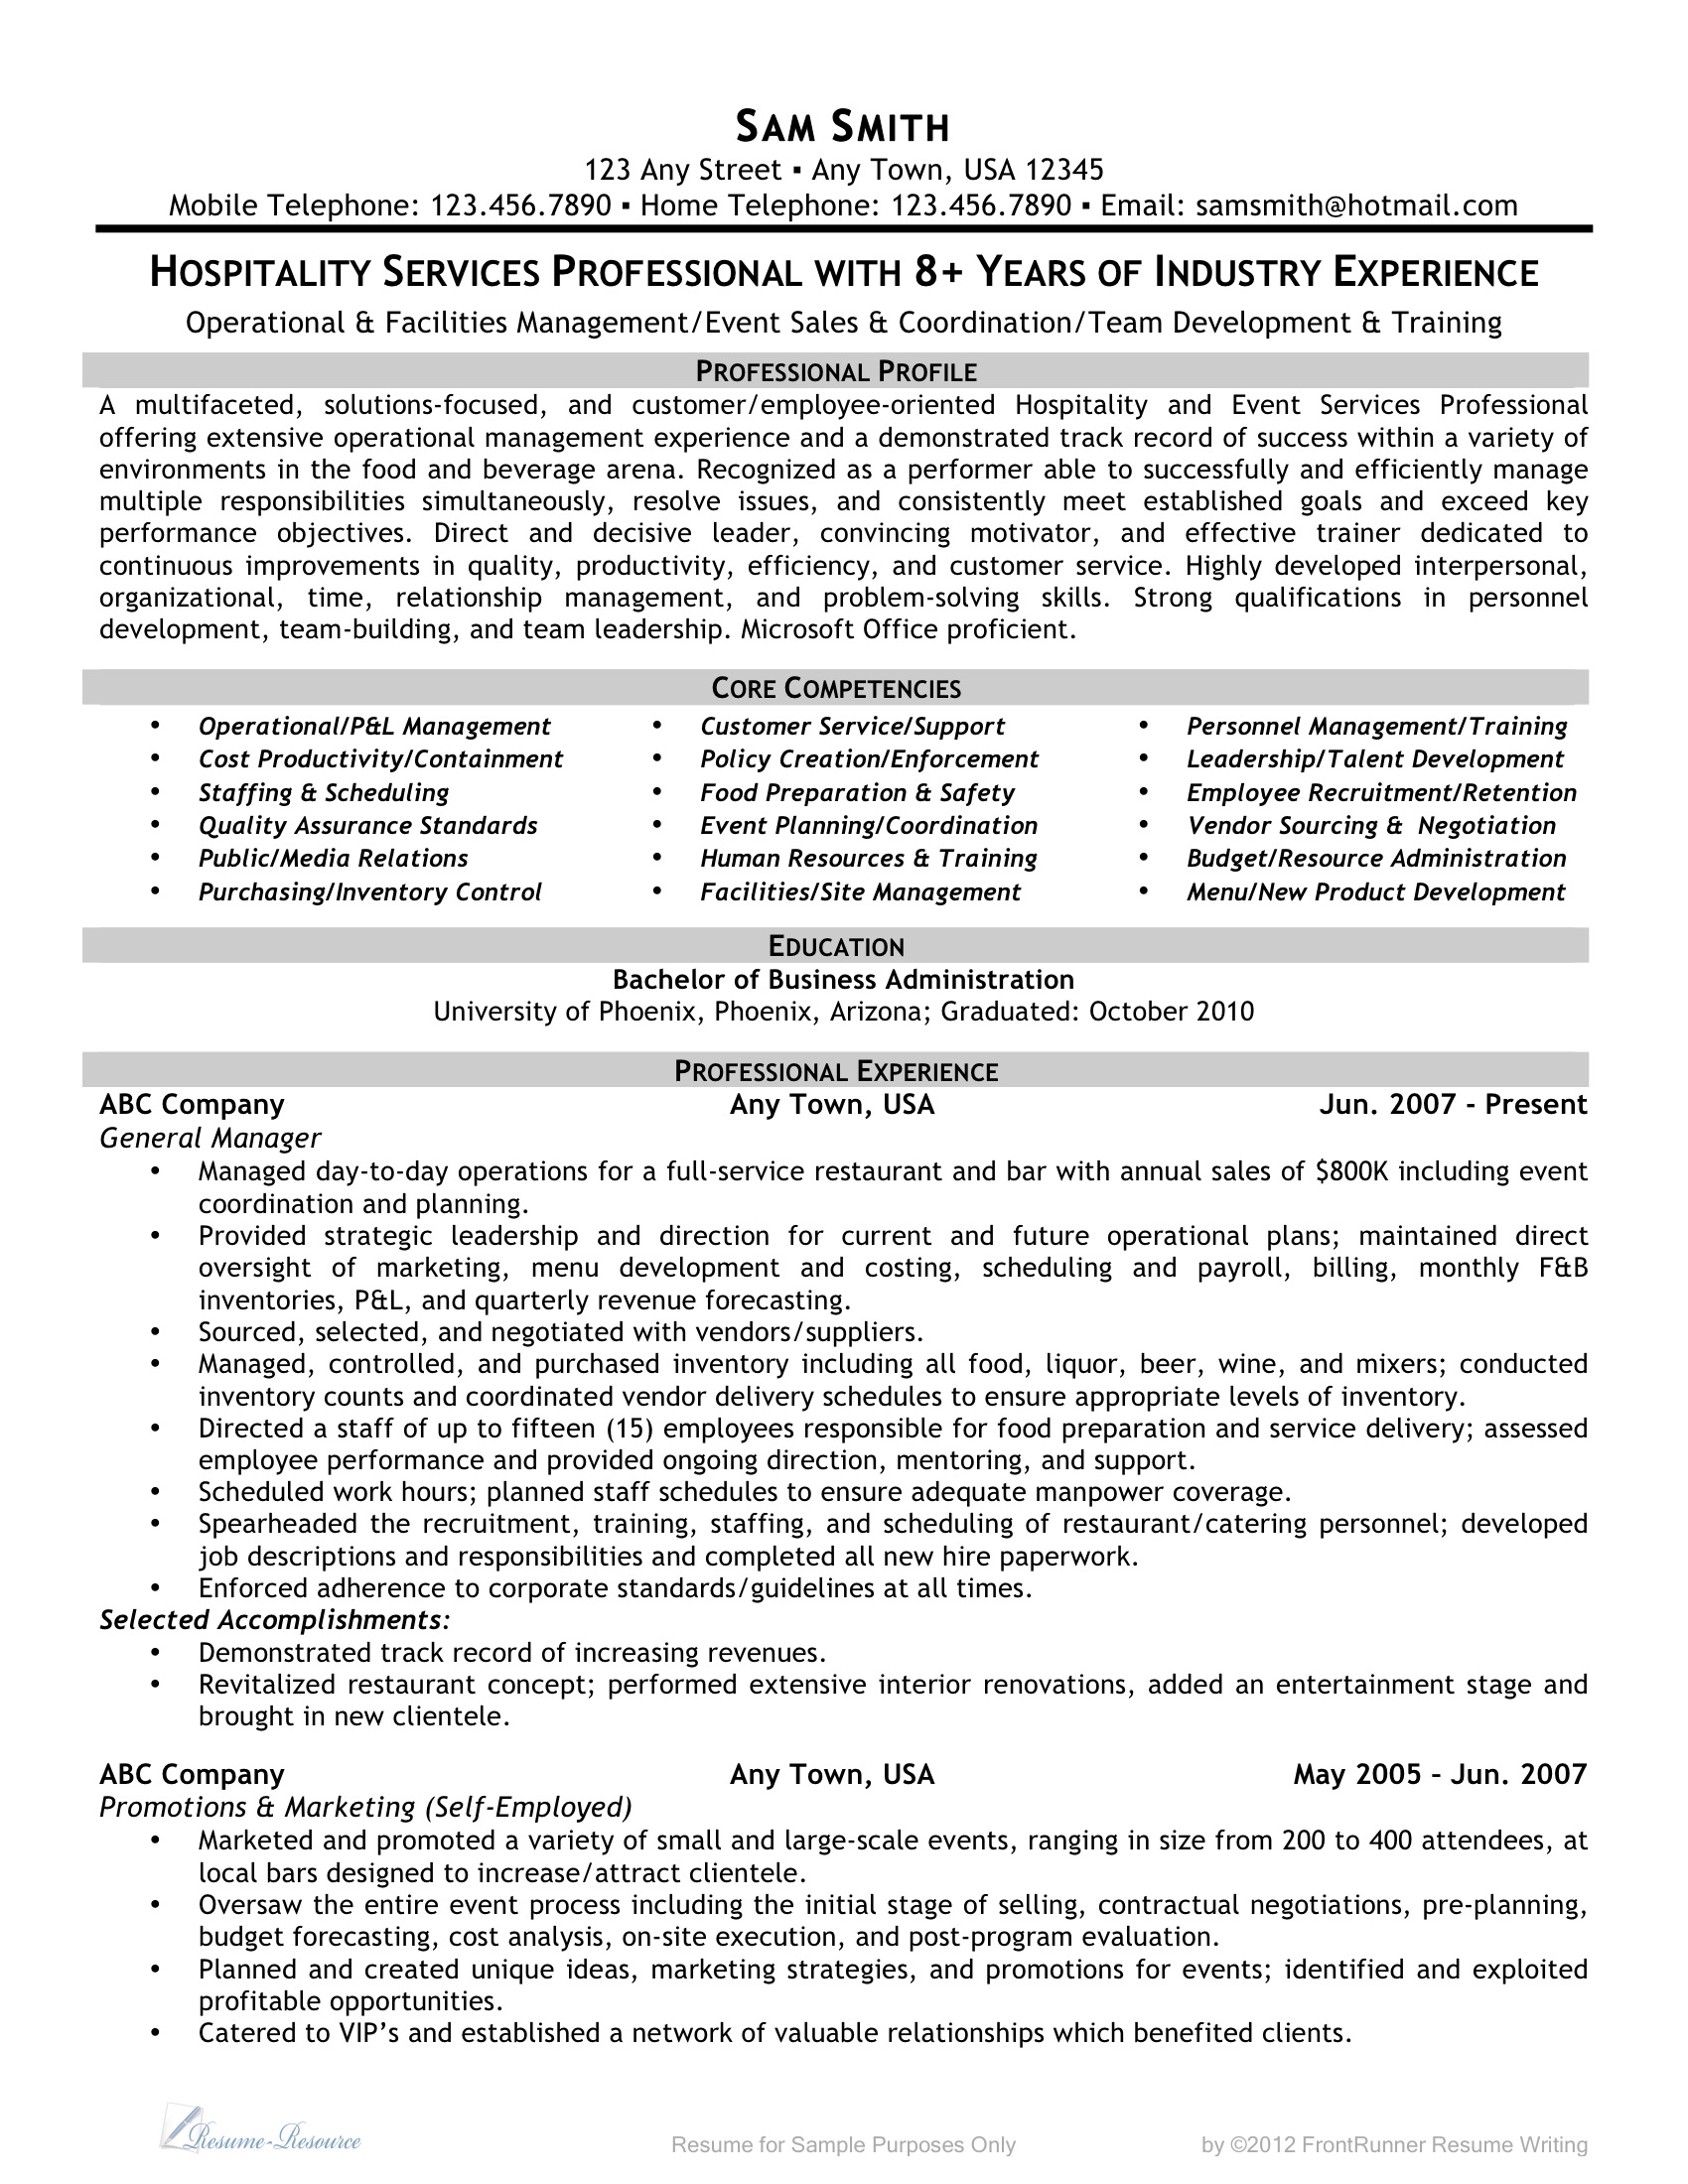 SAM SMITH
123 Any Street ▪ Any Town, USA 12345
Mobile Telephone: 123.456.7890 ▪ Home Telephone: 123.456.7890 ▪ Email: samsmith@hotmail.com
HOSPITALITY SERVICES PROFESSIONAL WITH 8+ YEARS OF INDUSTRY EXPERIENCE
Operational & Facilities Management/Event Sales & Coordination/Team Development & Training
PROFESSIONAL PROFILE
A multifaceted, solutions-focused, and customer/employee-oriented Hospitality and Event Services Professional
offering extensive operational management experience and a demonstrated track record of success within a variety of
environments in the food and beverage arena. Recognized as a performer able to successfully and efficiently manage
multiple responsibilities simultaneously, resolve issues, and consistently meet established goals and exceed key
performance objectives. Direct and decisive leader, convincing motivator, and effective trainer dedicated to
continuous improvements in quality, productivity, efficiency, and customer service. Highly developed interpersonal,
organizational, time, relationship management, and problem-solving skills. Strong qualifications in personnel
development, team-building, and team leadership. Microsoft Office proficient.
CORE COMPETENCIES
• Operational/P&L Management • Customer Service/Support • Personnel Management/Training
• Cost Productivity/Containment • Policy Creation/Enforcement • Leadership/Talent Development
• Staffing & Scheduling • Food Preparation & Safety • Employee Recruitment/Retention
• Quality Assurance Standards • Event Planning/Coordination • Vendor Sourcing & Negotiation
• Public/Media Relations • Human Resources & Training • Budget/Resource Administration
• Purchasing/Inventory Control • Facilities/Site Management • Menu/New Product Development
EDUCATION
Bachelor of Business Administration
University of Phoenix, Phoenix, Arizona; Graduated: October 2010
PROFESSIONAL EXPERIENCE
ABC Company Any Town, USA Jun. 2007 - Present
General Manager
• Managed day-to-day operations for a full-service restaurant and bar with annual sales of $800K including event
coordination and planning.
• Provided strategic leadership and direction for current and future operational plans; maintained direct
oversight of marketing, menu development and costing, scheduling and payroll, billing, monthly F&B
inventories, P&L, and quarterly revenue forecasting.
• Sourced, selected, and negotiated with vendors/suppliers.
• Managed, controlled, and purchased inventory including all food, liquor, beer, wine, and mixers; conducted
inventory counts and coordinated vendor delivery schedules to ensure appropriate levels of inventory.
• Directed a staff of up to fifteen (15) employees responsible for food preparation and service delivery; assessed
employee performance and provided ongoing direction, mentoring, and support.
• Scheduled work hours; planned staff schedules to ensure adequate manpower coverage.
• Spearheaded the recruitment, training, staffing, and scheduling of restaurant/catering personnel; developed
job descriptions and responsibilities and completed all new hire paperwork.
• Enforced adherence to corporate standards/guidelines at all times.
Selected Accomplishments:
• Demonstrated track record of increasing revenues.
• Revitalized restaurant concept; performed extensive interior renovations, added an entertainment stage and
brought in new clientele.
ABC Company Any Town, USA May 2005 – Jun. 2007
Promotions & Marketing (Self-Employed)
• Marketed and promoted a variety of small and large-scale events, ranging in size from 200 to 400 attendees, at
local bars designed to increase/attract clientele.
• Oversaw the entire event process including the initial stage of selling, contractual negotiations, pre-planning,
budget forecasting, cost analysis, on-site execution, and post-program evaluation.
• Planned and created unique ideas, marketing strategies, and promotions for events; identified and exploited
profitable opportunities.
• Catered to VIP’s and established a network of valuable relationships which benefited clients.
Resume-Resource Resume for Sample Purposes Only by ©2012 FrontRunner Resume Writing